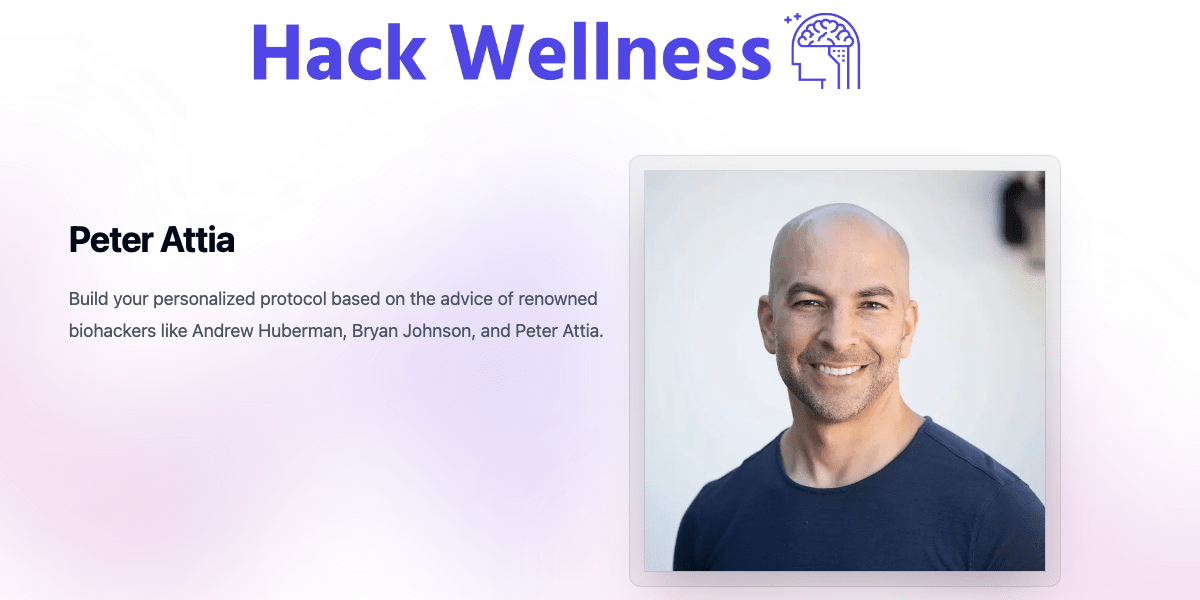 Hack Wellness
Peter Attia
Build your personalized protocol based on the advice of renowned
biohackers like Andrew Huberman, Bryan Johnson, and Peter Attia.